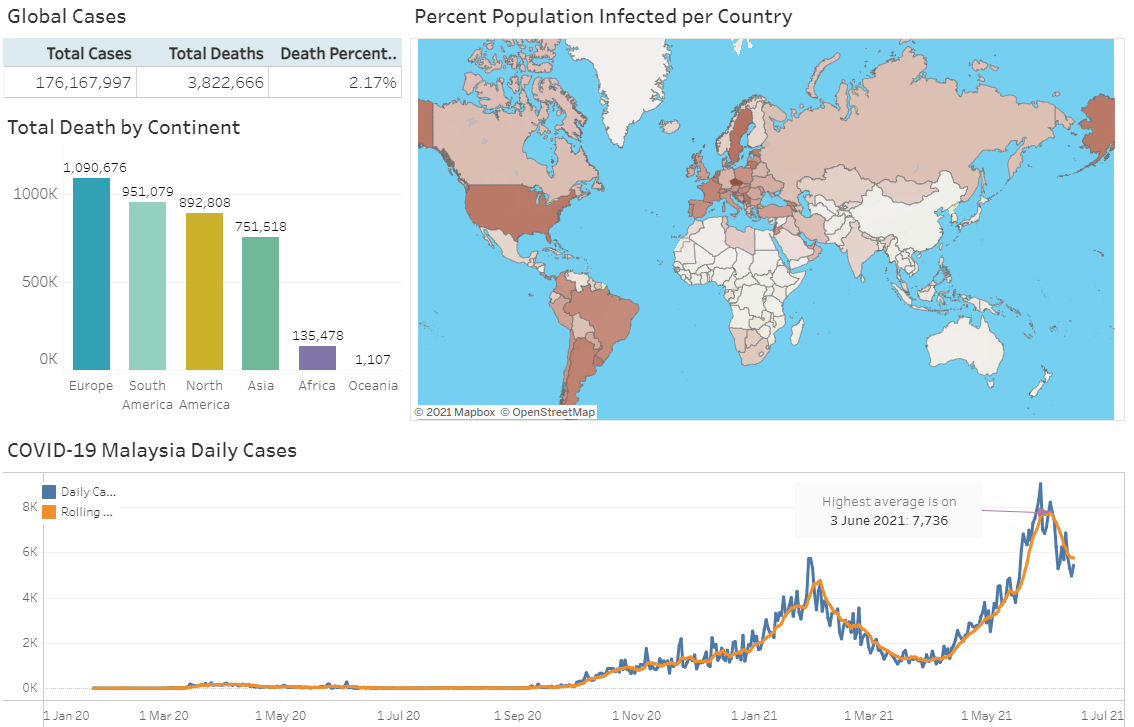 Global Cases
Total Cases Total Deaths Death Percent..
176,167,997 3,822,666 2.17%
Total Death by Continent
1,090,676
951,079
892,808
751,518
135,478
1,107
1000K
500K
0K
Europe South America North America Asia Africa Oceania
Percent Population Infected per Country
© 2021 Mapbox © OpenStreetMap
COVID-19 Malaysia Daily Cases
Daily Ca...
Rolling ...
Highest average is on
3 June 2021: 7,736
8K
6K
4K
2K
0K
1 Jan 20 1 Mar 20 1 May 20 1 Jul 20 1 Sep 20 1 Nov 20 1 Jan 21 1 Mar 21 1 May 21 1 Jul 21